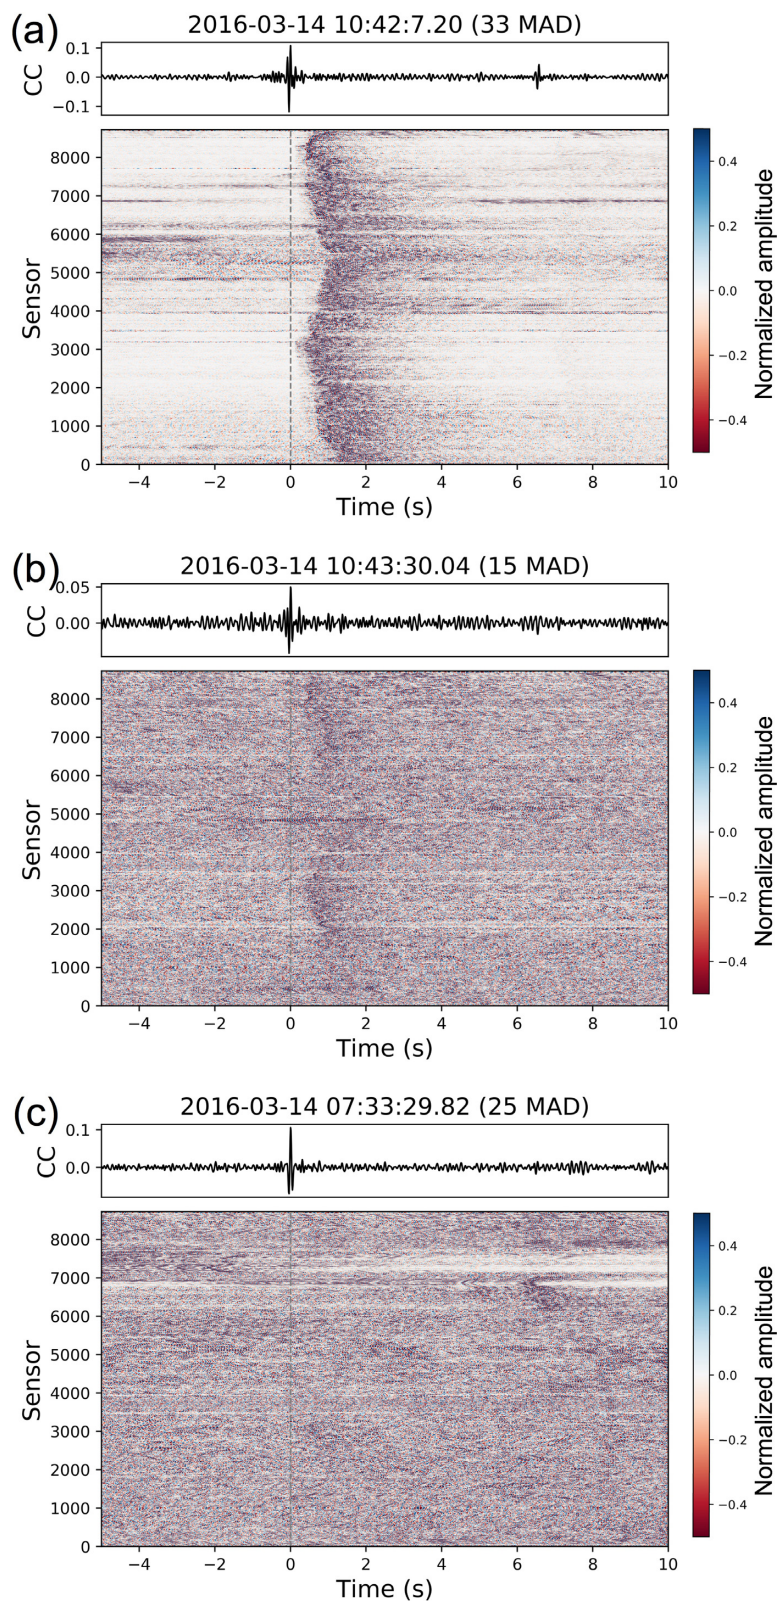 (a)
2016-03-14 10:42:7.20 (33 MAD)
CC
0.1
0.0
−0.1
Sensor
8000
7000
6000
5000
4000
3000
2000
1000
0
−4 −2 0 2 4 6 8 10
Time (s)
0.4
0.2
0.0
−0.2
−0.4
Normalized amplitude
(b)
2016-03-14 10:43:30.04 (15 MAD)
CC
0.05
0.00
Sensor
8000
7000
6000
5000
4000
3000
2000
1000
0
−4 −2 0 2 4 6 8 10
Time (s)
0.4
0.2
0.0
−0.2
−0.4
Normalized amplitude
(c)
2016-03-14 07:33:29.82 (25 MAD)
CC
0.1
0.0
Sensor
8000
7000
6000
5000
4000
3000
2000
1000
0
−4 −2 0 2 4 6 8 10
Time (s)
0.4
0.2
0.0
−0.2
−0.4
Normalized amplitude